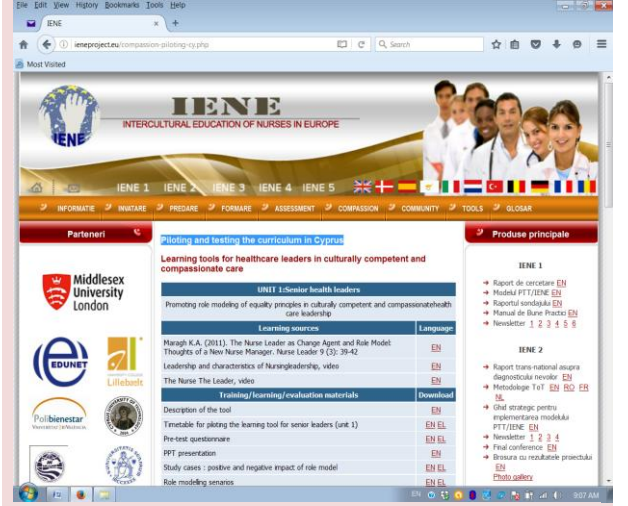 File Edit View History Bookmarks Tools Help
IENE
ieneproject.eu/compassion-piloting-cy.php
Search
Most Visited
IENE
IENE
INTERCULTURAL EDUCATION OF NURSES IN EUROPE
IENE 1 IENE 2 IENE 3 IENE 4 IENE 5
INFORMATIE INVATARE PREDARE FORMARE ASSESSMENT COMPASSION COMMUNITY TOOLS GLOSAR
Parteneri
Middlesex
University
London
EDUNET
Lillebælt
Polibienestar
Piloting and testing the curriculum in Cyprus
Learning tools for healthcare leaders in culturally competent and
compassionate care
UNIT 1:Senior health leaders
Promoting role modeling of equality principles in culturally competent and compassionatehealth
care leadership
Learning sources Language
Maragh K.A. (2011). The Nurse Leader as Change Agent and Role Model:
Thoughts of a New Nurse Manager. Nurse Leader 9 (3): 39-42 EN
Leadership and characteristics of Nursingleadership, video EN
The Nurse The Leader, video EN
Training/learning/evaluation materials Download
Description of the tool EN
Timetable for piloting the learning tool for senior leaders (unit 1) EN EL
Pre-test questionnaire EN EL
PPT presentation EN EL
Study cases : positive and negative impact of role model EN EL
Role modeling senarios EN EL
Produse principale
IENE 1
Raport de cercetare EN
Modelul PTT/IENE EN
Raportul sondajului EN
Manual de Bune Practici EN
Newsletter 1 2 3 4 5 6
IENE 2
Raport trans-national asupra
diagnosticului nevoilor EN
Metodologe ToT EN RO FR
NL
Ghid strategic pentru
implementarea modelului
PTT/IENE EN
Newsletter 1 2 3 4
Final conference EN
Brosura cu rezultatele proiectului
EN
Photo gallery
EN
9:07 AM